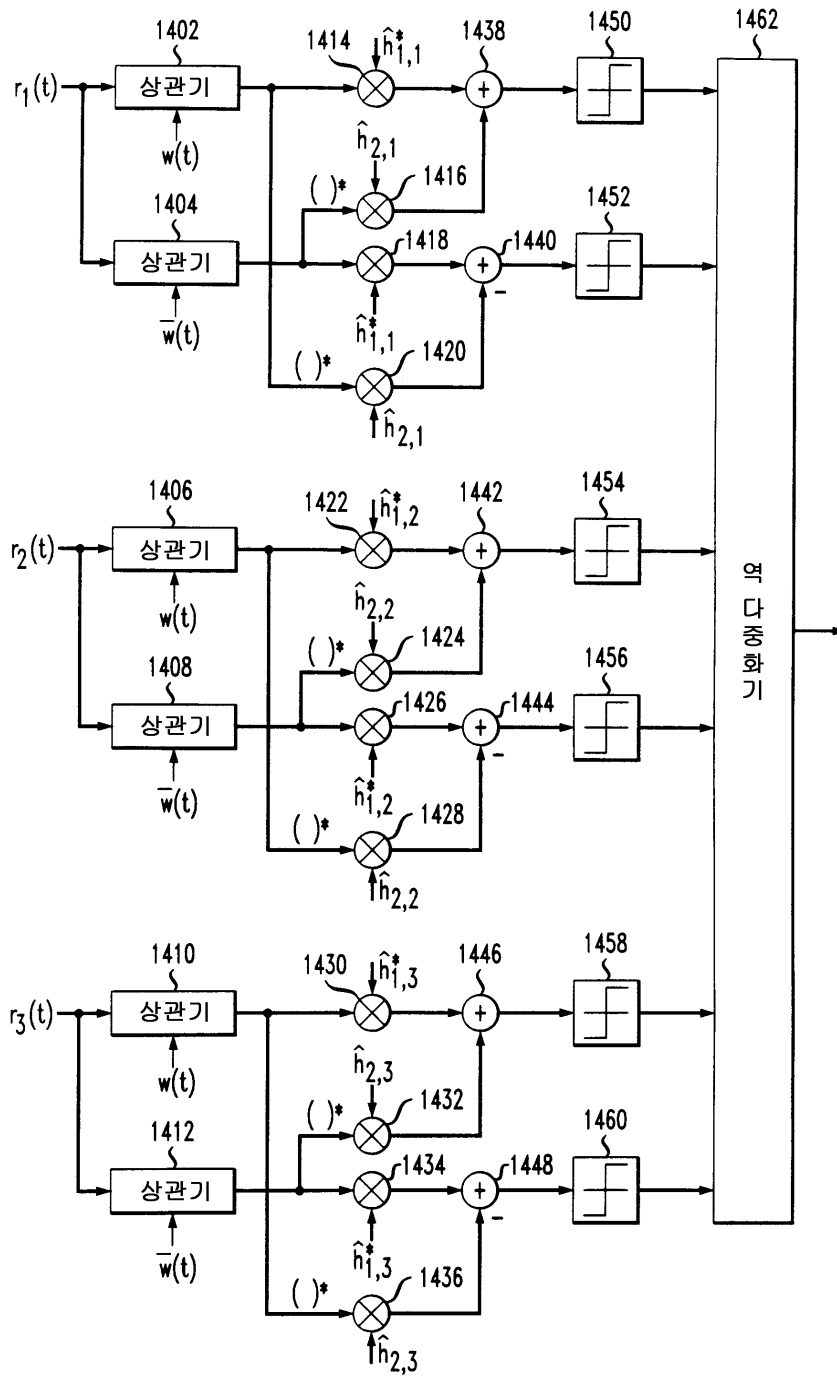 1402
1414
ĥ*1,1
1438
1450
1462
r1(t)
상관기
w(t)
ĥ2,1
( )*
1416
1404
1418
1440
1452
상관기
w̅(t)
ĥ*1,1
( )*
1420
ĥ2,1
1406
1422
ĥ*1,2
1442
1454
r2(t)
상관기
w(t)
ĥ2,2
( )*
1424
1408
1426
1444
1456
상관기
w̅(t)
ĥ*1,2
( )*
1428
ĥ2,2
역 다중화기
1410
1430
ĥ*1,3
1446
1458
r3(t)
상관기
w(t)
ĥ2,3
( )*
1432
1412
1434
1448
1460
상관기
w̅(t)
ĥ*1,3
( )*
1436
ĥ2,3